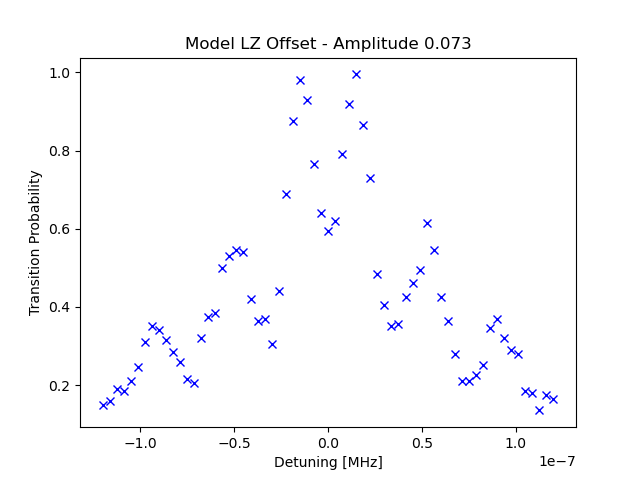 Model LZ Offset - Amplitude 0.073
1.0
0.8
0.6
0.4
0.2
Transition Probability
−1.0 −0.5 0.0 0.5 1.0
1e−7
Detuning [MHz]